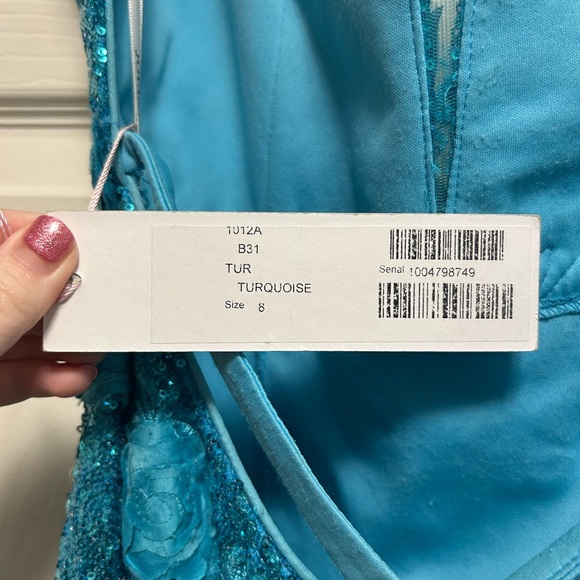 1012A
B31
TUR
TURQUOISE
Size 8
Serial 1004798749